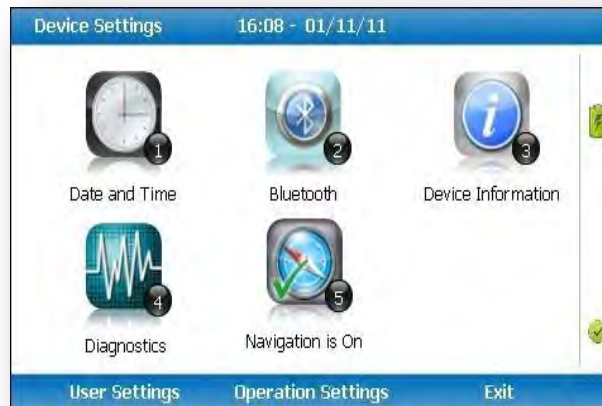 Device Settings 16:08 - 01/11/11
1 2 3
Date and Time Bluetooth Device Information
4 5
Diagnostics Navigation is On
User Settings Operation Settings Exit